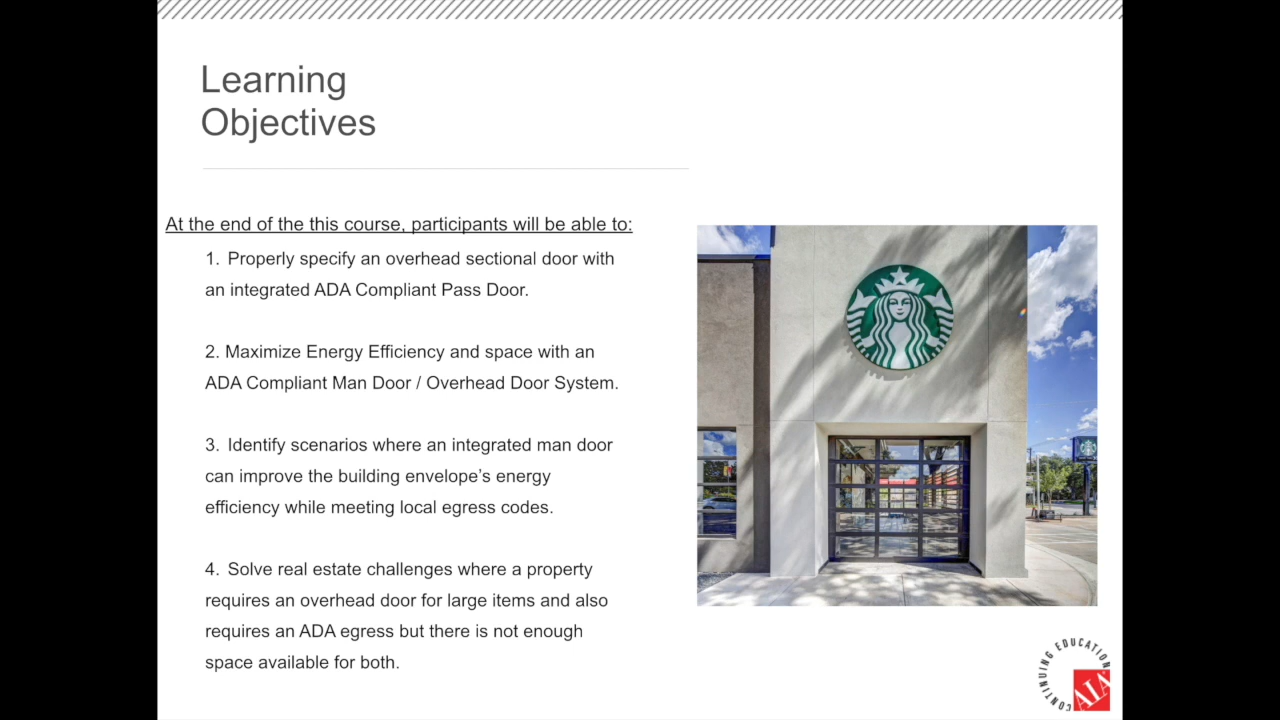 Learning
Objectives
At the end of the this course, participants will be able to:
1. Properly specify an overhead sectional door with
an integrated ADA Compliant Pass Door.
2. Maximize Energy Efficiency and space with an
ADA Compliant Man Door / Overhead Door System.
3. Identify scenarios where an integrated man door
can improve the building envelope’s energy
efficiency while meeting local egress codes.
4. Solve real estate challenges where a property
requires an overhead door for large items and also
requires an ADA egress but there is not enough
space available for both.
CONTINUING EDUCATION
AIA